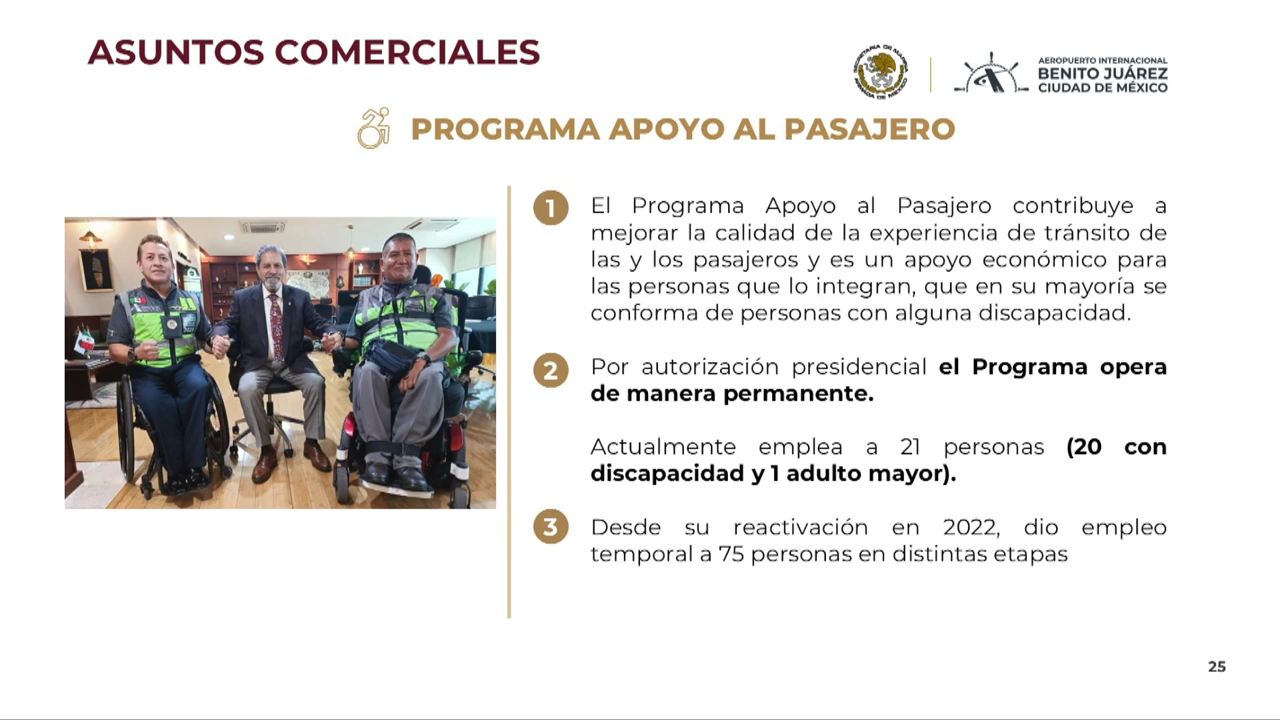 ASUNTOS COMERCIALES
AEROPUERTO INTERNACIONAL
BENITO JUÁREZ
CIUDAD DE MÉXICO
PROGRAMA APOYO AL PASAJERO
1
El Programa Apoyo al Pasajero contribuye a
mejorar la calidad de la experiencia de tránsito de
las y los pasajeros y es un apoyo económico para
las personas que lo integran, que en su mayoría se
conforma de personas con alguna discapacidad.
2
Por autorización presidencial el Programa opera
de manera permanente.
Actualmente emplea a 21 personas (20 con
discapacidad y 1 adulto mayor).
3
Desde su reactivación en 2022, dio empleo
temporal a 75 personas en distintas etapas
25